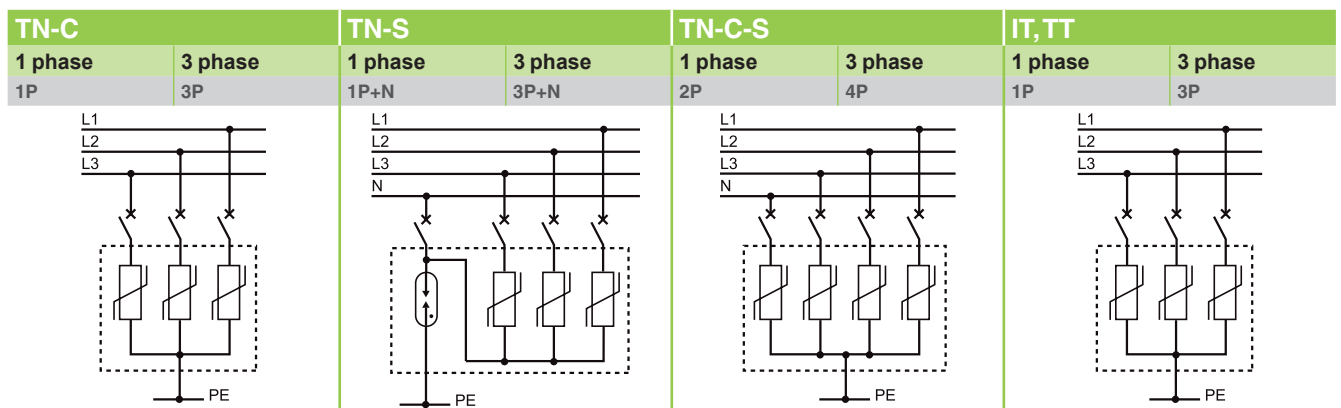 TN-C TN-S TN-C-S IT,TT
1 phase 3 phase 1 phase 3 phase 1 phase 3 phase 1 phase 3 phase
1P 3P 1P+N 3P+N 2P 4P 1P 3P
L1 L1 L1 L1
L2 L2 L2 L2
L3 L3 L3 L3
N N
PE PE PE PE